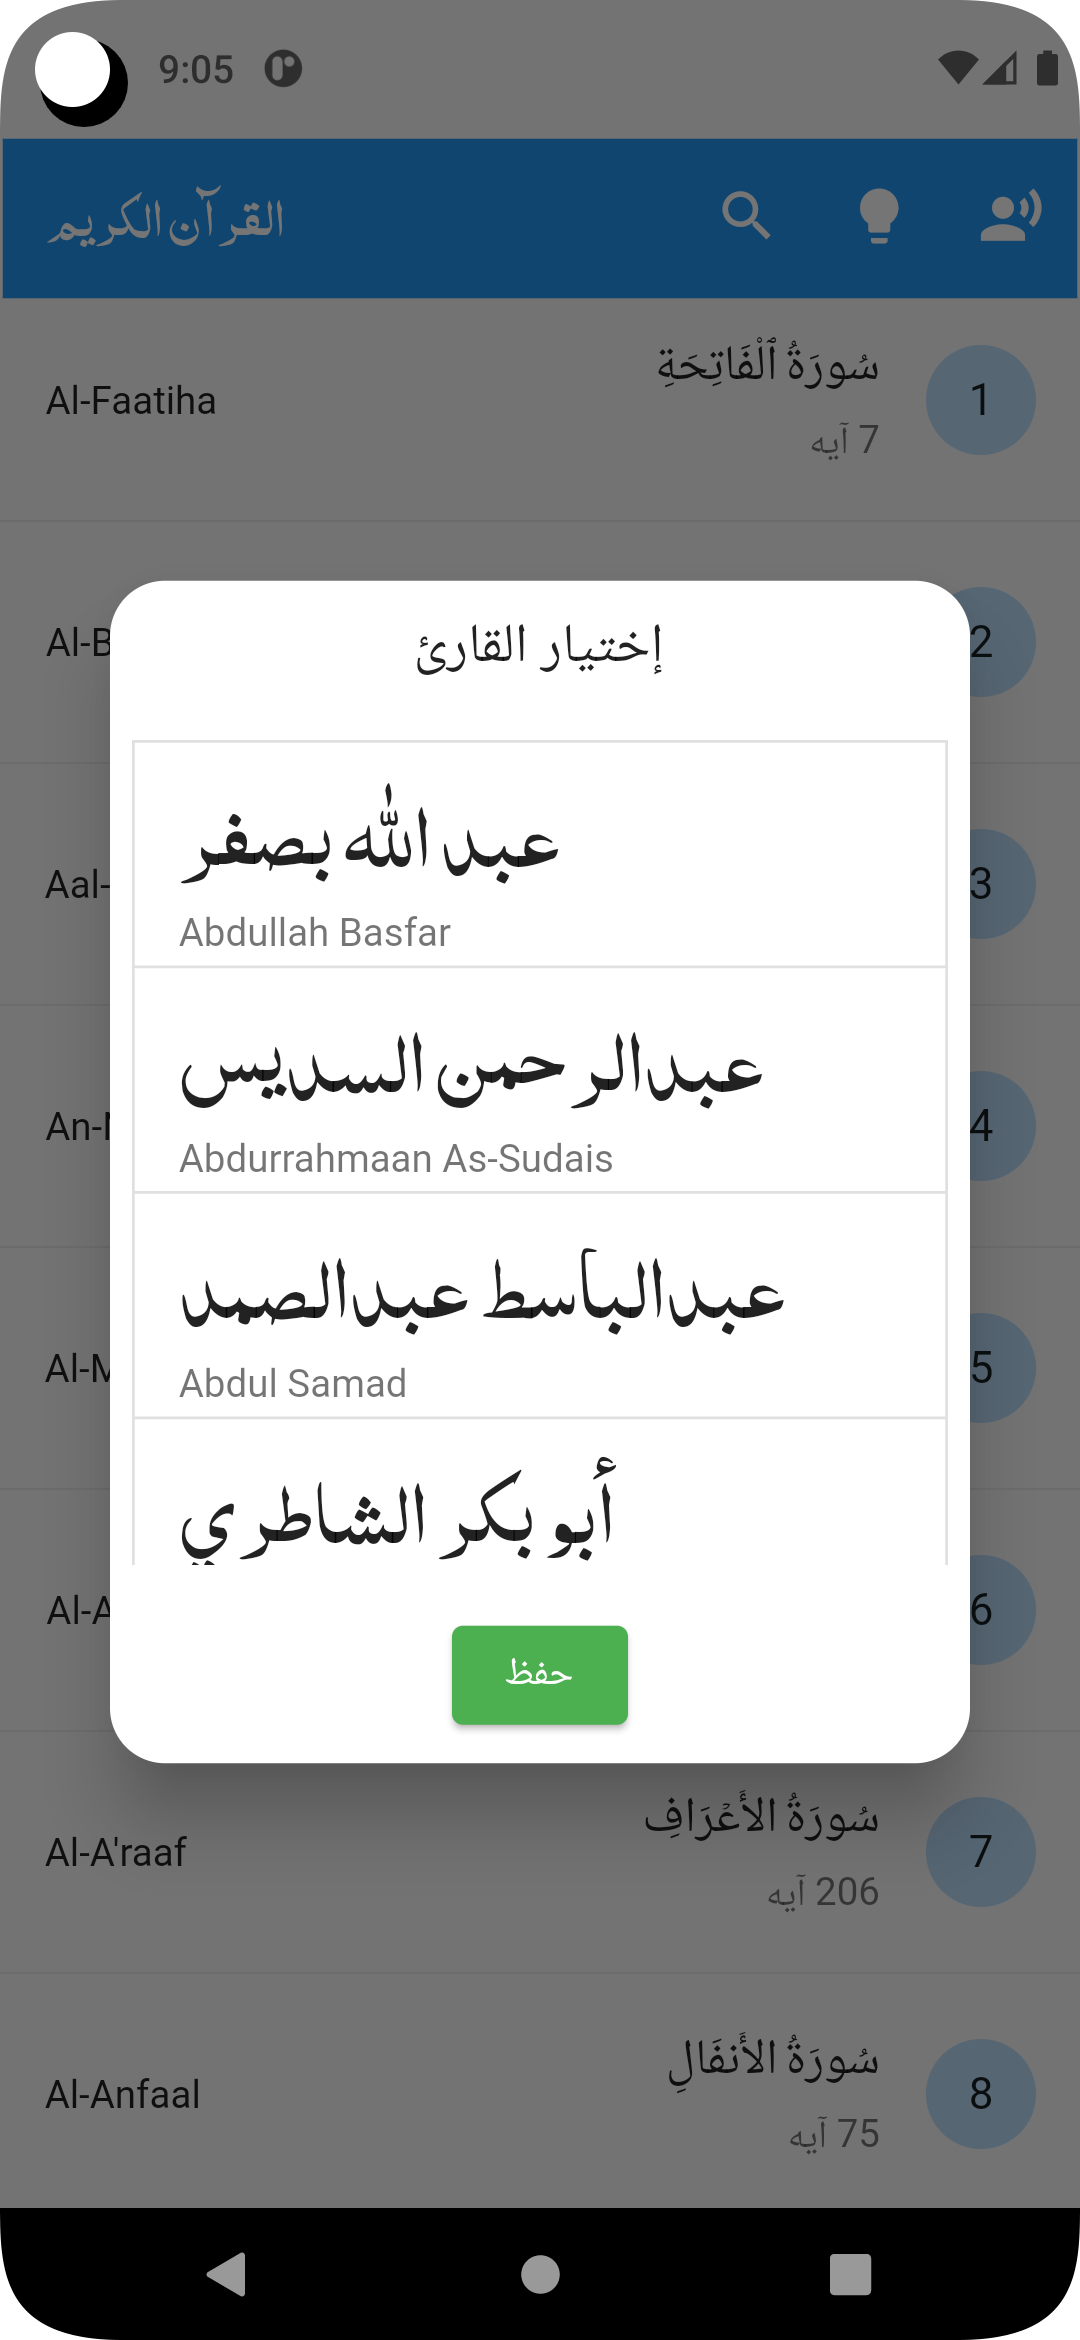 9:05
القرآن الكريم
Al-Faatiha
سُورَةُ ٱلْفَاتِحَةِ
7 آيه
1
Al-B
2
إختيار القارئ
عبد الله بصفر
Abdullah Basfar
Aal-
3
عبدالرحمن السديس
Abdurrahmaan As-Sudais
An-
4
عبدالباسط عبدالصمد
Abdul Samad
Al-M
5
أبو بكر الشاطري
Al-A
6
حفظ
Al-A'raaf
سُورَةُ الأَعْرَافِ
206 آيه
7
Al-Anfaal
سُورَةُ الأَنفَالِ
75 آيه
8